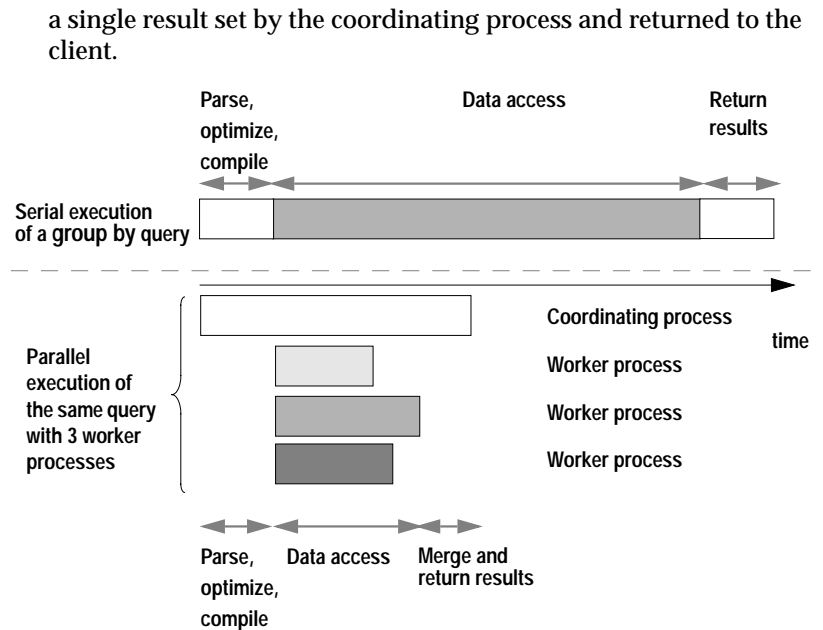 a single result set by the coordinating process and returned to the
client.
Parse,
optimize,
compile
Data access
Return
results
Serial execution
of a group by query
time
Parallel
execution of
the same query
with 3 worker
processes
Coordinating process
Worker process
Worker process
Worker process
Parse,
optimize,
compile
Data access
Merge and
return results